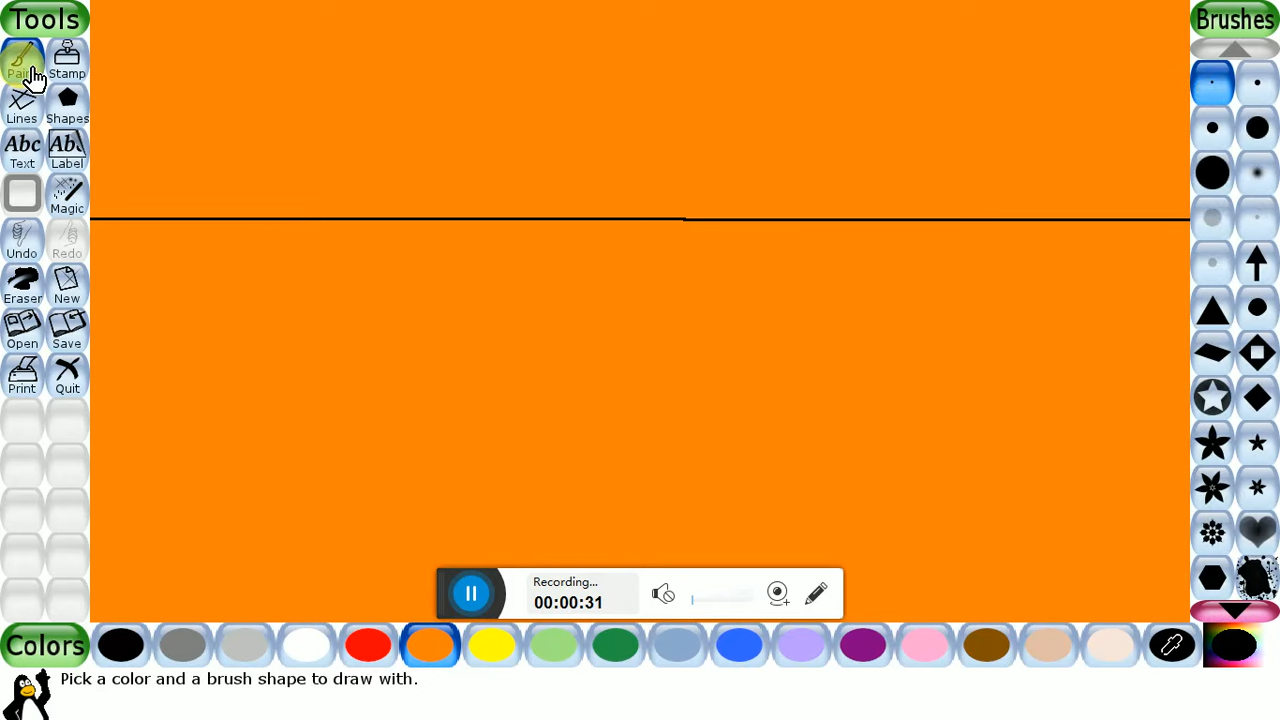 Tools
Brushes
Paint
Stamp
Lines
Shapes
Abc
Text
Abc
Label
Magic
Undo
Redo
Eraser
New
Open
Save
Print
Quit
Recording...
00:00:31
Colors
Pick a color and a brush shape to draw with.